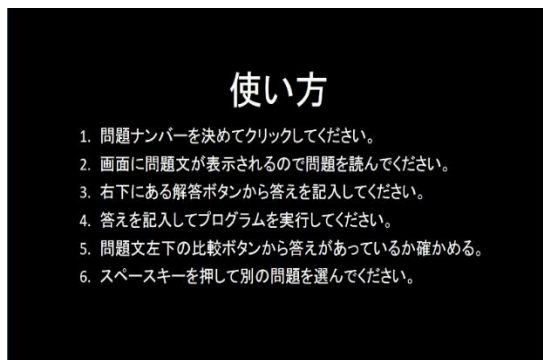 使い方
1. 問題ナンバーを決めてクリックしてください。
2. 画面に問題文が表示されるので問題を読んでください。
3. 右下にある解答ボタンから答えを記入してください。
4. 答えを記入してプログラムを実行してください。
5. 問題文左下の比較ボタンから答えがあっているか確かめる。
6. スペースキーを押して別の問題を選んでください。